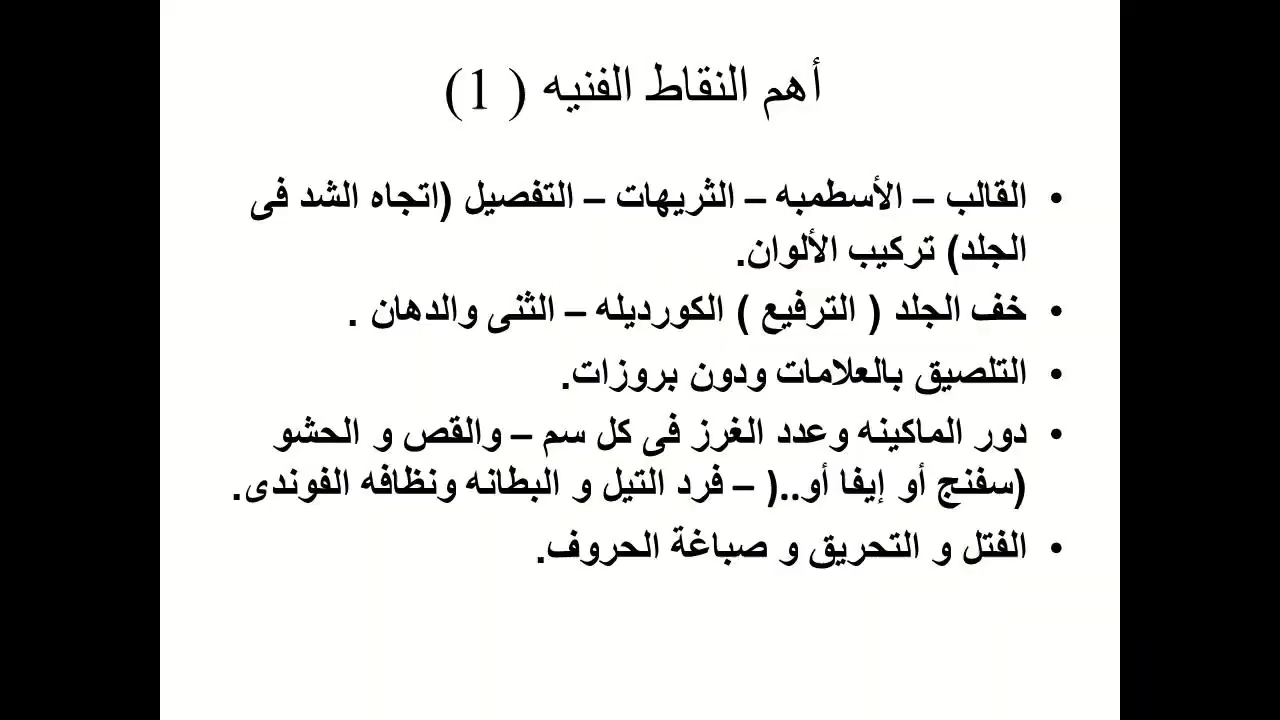 أهم النقاط الفنيه ( 1)
• القالب – الأسطمبه – الثريهات – التفصيل (اتجاه الشد فى
الجلد) تركيب الألوان.
• خف الجلد ( الترفيع ) الكورديله – الثنى والدهان .
• التلصيق بالعلامات ودون بروزات.
• دور الماكينه وعدد الغرز فى كل سم – والقص و الحشو
(سفنج أو إيفا أو..( – فرد التيل و البطانه ونظافه الفوندى.
• الفتل و التحريق و صباغة الحروف.